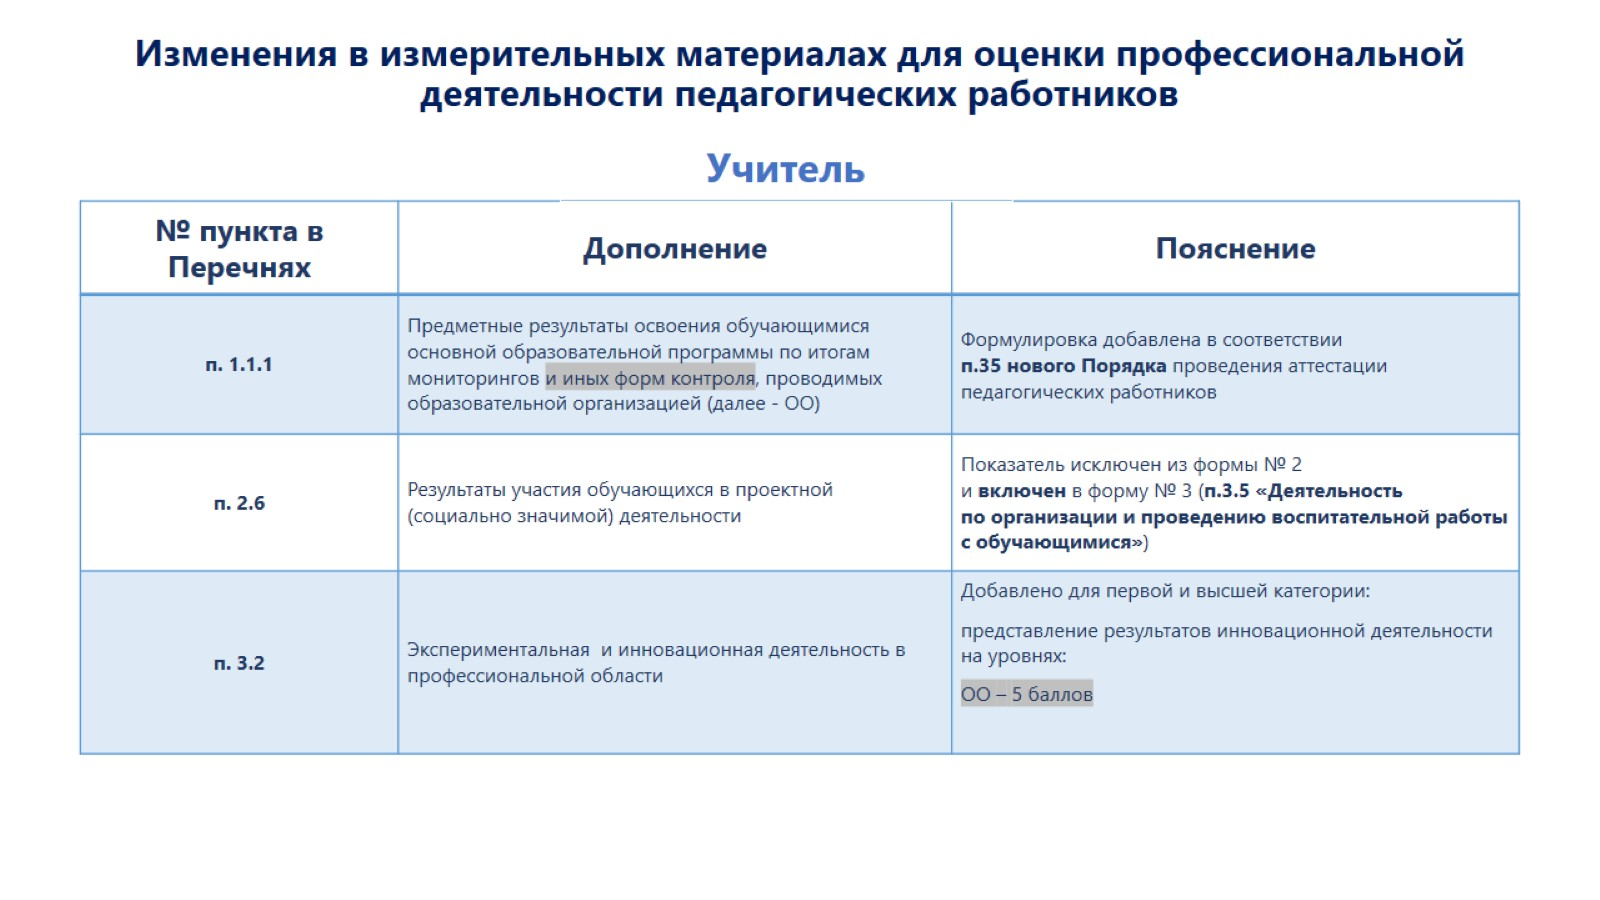 Изменения в измерительных материалах для оценки профессиональной
деятельности педагогических работников
Учитель
№ пункта в
Перечнях
Дополнение
Пояснение
п. 1.1.1
Предметные результаты освоения обучающимися
основной образовательной программы по итогам
мониторингов и иных форм контроля, проводимых
образовательной организацией (далее - ОО)
Формулировка добавлена в соответствии
п.35 нового Порядка проведения аттестации
педагогических работников
п. 2.6
Результаты участия обучающихся в проектной
(социально значимой) деятельности
Показатель исключен из формы № 2
и включен в форму № 3 (п.3.5 «Деятельность
по организации и проведению воспитательной работы
с обучающимися»)
п. 3.2
Экспериментальная и инновационная деятельность в
профессиональной области
Добавлено для первой и высшей категории:
представление результатов инновационной деятельности
на уровнях:
ОО – 5 баллов